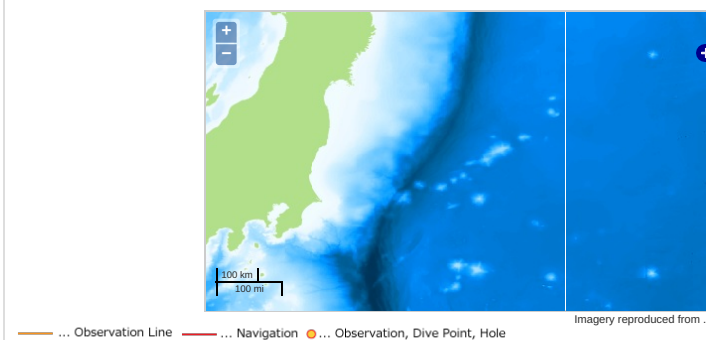 +
−
100 km
100 mi
Imagery reproduced from .
... Observation Line ... Navigation ... Observation, Dive Point, Hole